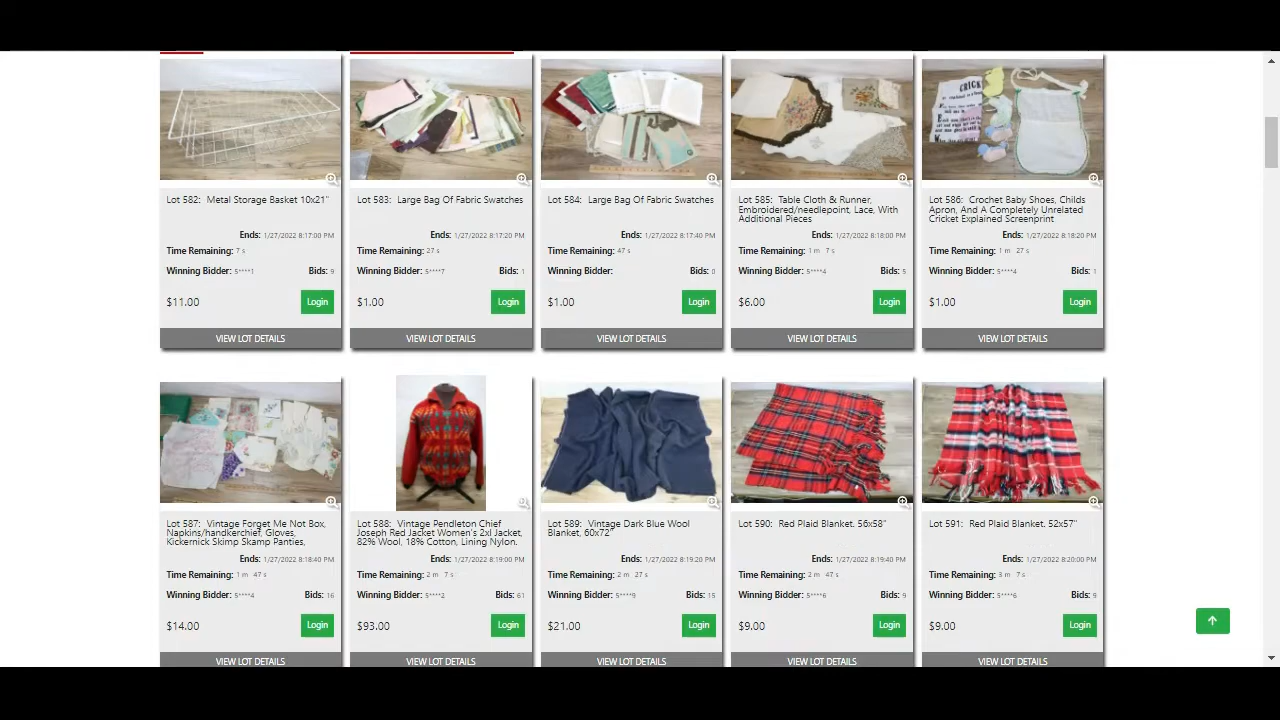 Lot 582:  Metal Storage Basket 10x21"
Ends: 1/27/2022 8:17:00 PM
Time Remaining: 7 s
Winning Bidder: 5****1 Bids: 9
$11.00 Login
VIEW LOT DETAILS
Lot 583:  Large Bag Of Fabric Swatches
Ends: 1/27/2022 8:17:20 PM
Time Remaining: 27 s
Winning Bidder: 5****7 Bids: 1
$1.00 Login
VIEW LOT DETAILS
Lot 584:  Large Bag Of Fabric Swatches
Ends: 1/27/2022 8:17:40 PM
Time Remaining: 47 s
Winning Bidder: Bids: 0
$1.00 Login
VIEW LOT DETAILS
Lot 585:  Table Cloth & Runner,
Embroidered/needlepoint, Lace, With
Additional Pieces
Ends: 1/27/2022 8:18:00 PM
Time Remaining: 1 m 7 s
Winning Bidder: 5****4 Bids: 5
$6.00 Login
VIEW LOT DETAILS
CRICK
Lot 586:  Crochet Baby Shoes, Childs
Apron, And A Completely Unrelated
Cricket Explained Screenprint
Ends: 1/27/2022 8:18:20 PM
Time Remaining: 1 m 27 s
Winning Bidder: 5****4 Bids: 1
$1.00 Login
VIEW LOT DETAILS
Lot 587:  Vintage Forget Me Not Box,
Napkins/handkerchief, Gloves,
Kickernick Skimp Skamp Panties,
Ends: 1/27/2022 8:18:40 PM
Time Remaining: 1 m 47 s
Winning Bidder: 5****4 Bids: 16
$14.00 Login
VIEW LOT DETAILS
Lot 588:  Vintage Pendleton Chief
Joseph Red Jacket Women's 2xl Jacket,
82% Wool, 18% Cotton, Lining Nylon.
Ends: 1/27/2022 8:19:00 PM
Time Remaining: 2 m 7 s
Winning Bidder: 5****2 Bids: 61
$93.00 Login
VIEW LOT DETAILS
Lot 589:  Vintage Dark Blue Wool
Blanket, 60x72"
Ends: 1/27/2022 8:19:20 PM
Time Remaining: 2 m 27 s
Winning Bidder: 5****9 Bids: 15
$21.00 Login
VIEW LOT DETAILS
Lot 590:  Red Plaid Blanket. 56x58"
Ends: 1/27/2022 8:19:40 PM
Time Remaining: 2 m 47 s
Winning Bidder: 5****6 Bids: 9
$9.00 Login
VIEW LOT DETAILS
Lot 591:  Red Plaid Blanket. 52x57"
Ends: 1/27/2022 8:20:00 PM
Time Remaining: 3 m 7 s
Winning Bidder: 5****6 Bids: 9
$9.00 Login
VIEW LOT DETAILS